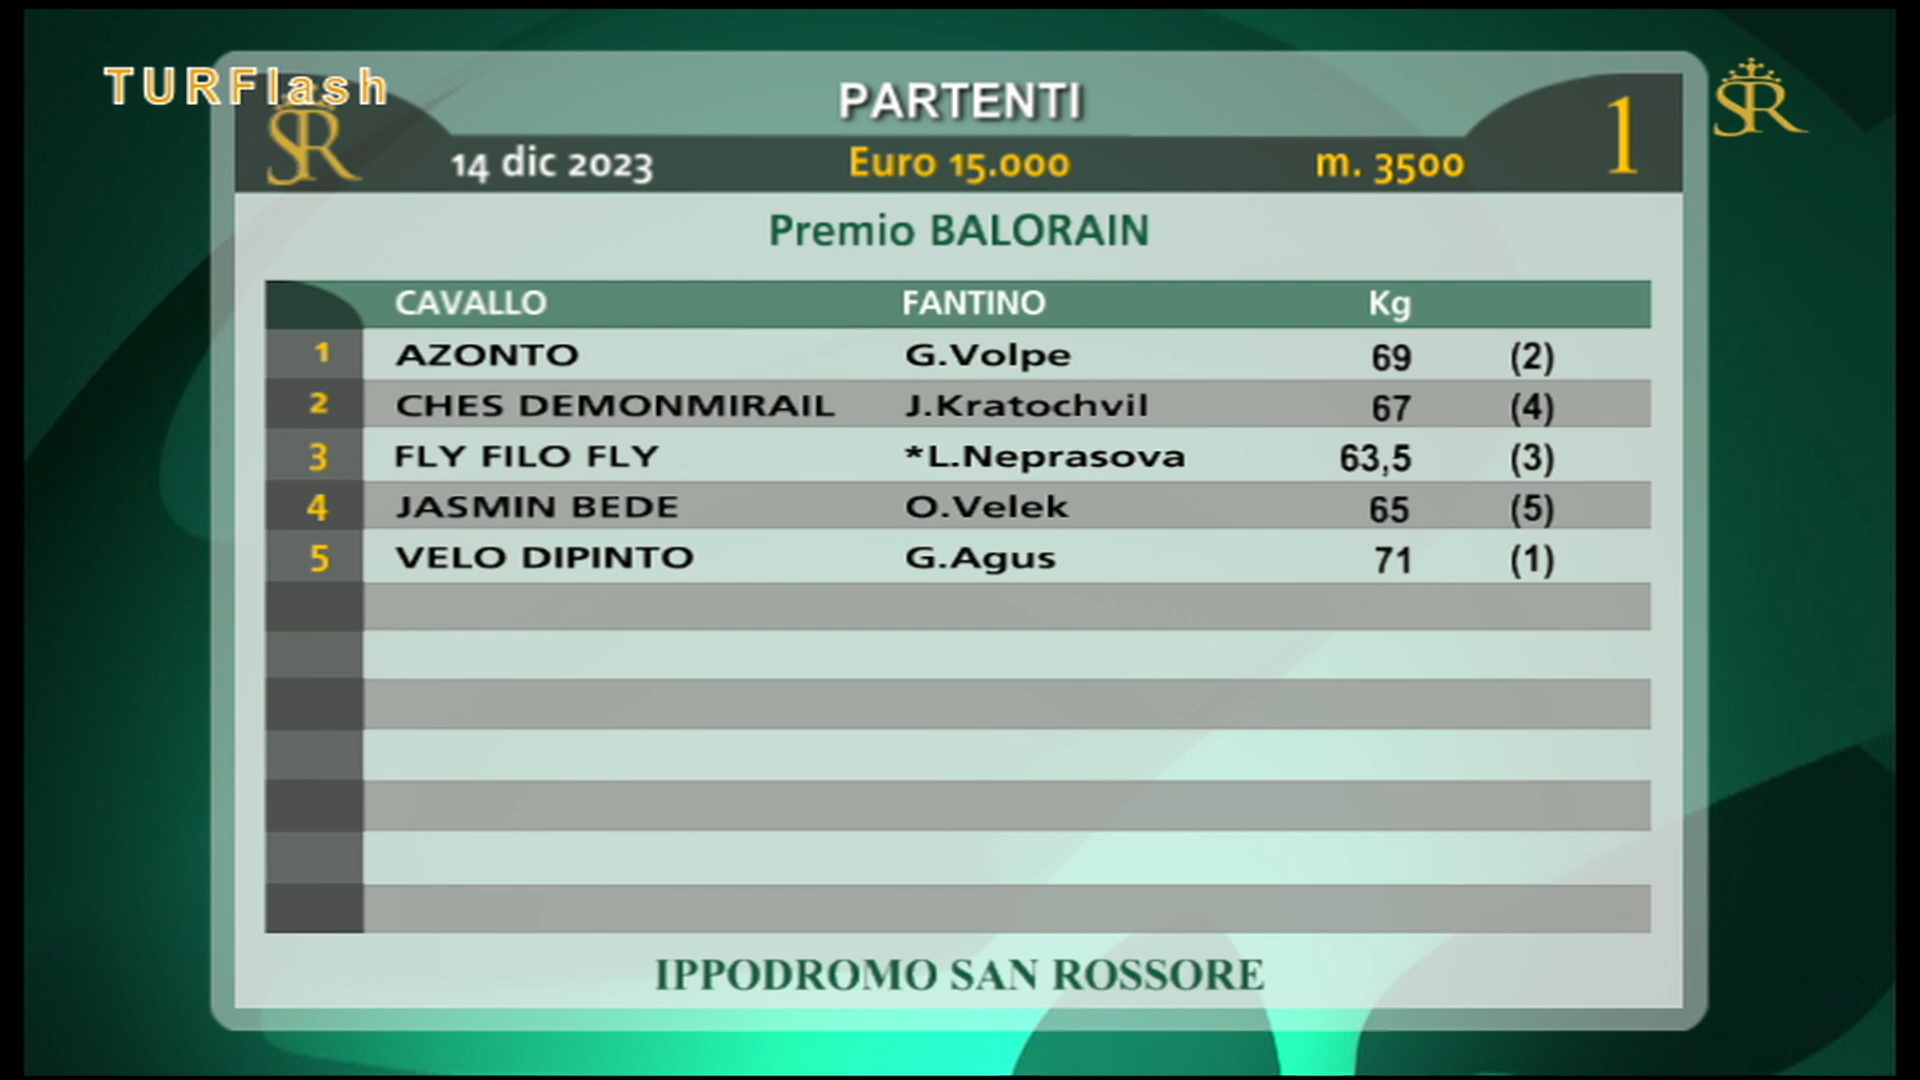 TURFlash
PARTENTI
SR 14 dic 2023 Euro 15.000 m. 3500 1 SR
Premio BALORAIN
CAVALLO FANTINO Kg
1 AZONTO G.Volpe 69 (2)
2 CHES DEMONMIRAIL J.Kratochvil 67 (4)
3 FLY FILO FLY *L.Neprasova 63,5 (3)
4 JASMIN BEDE O.Velek 65 (5)
5 VELO DIPINTO G.Agus 71 (1)
IPPODROMO SAN ROSSORE